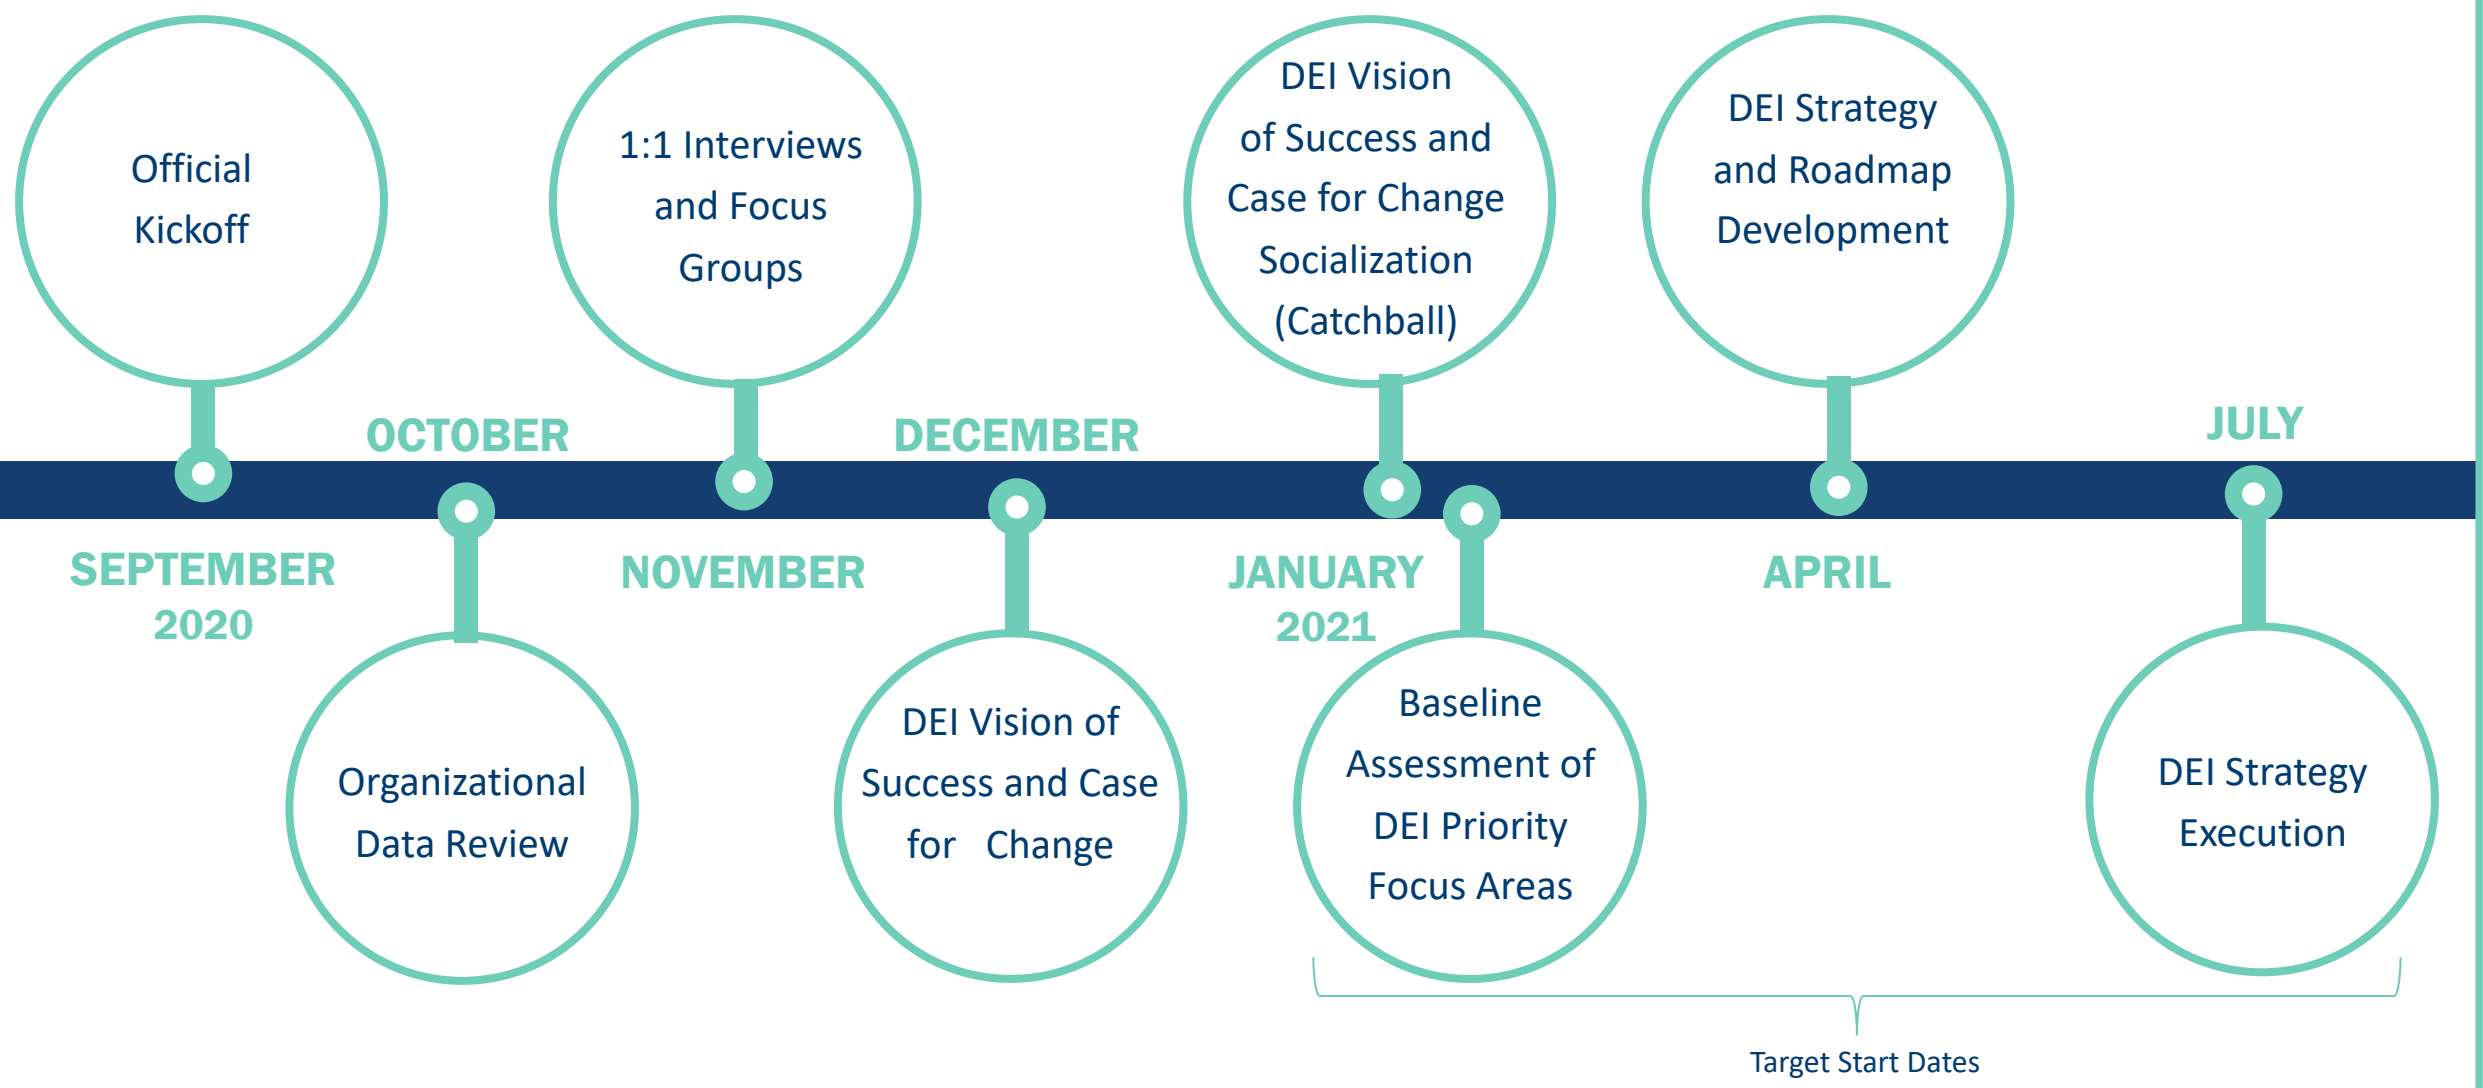 Official
Kickoff
1:1 Interviews
and Focus
Groups
DEI Vision
of Success and
Case for Change
Socialization
(Catchball)
DEI Strategy
and Roadmap
Development
OCTOBER
DECEMBER
JULY
SEPTEMBER
2020
NOVEMBER
JANUARY
2021
APRIL
Organizational
Data Review
DEI Vision of
Success and Case
for   Change
Baseline
Assessment of
DEI Priority
Focus Areas
DEI Strategy
Execution
Target Start Dates